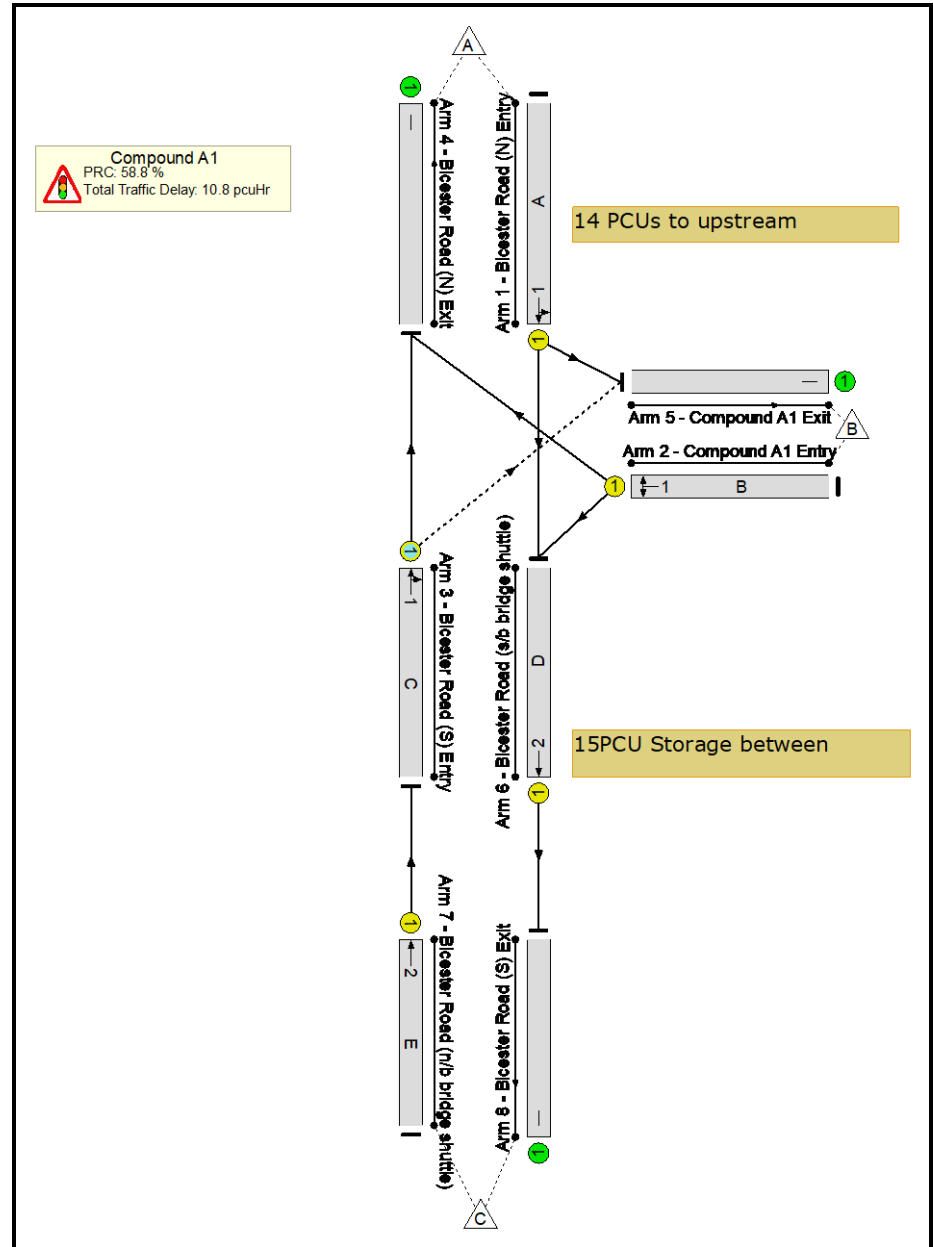 A
1
1
Arm 4 - Bicester Road (N) Exit
Arm 1 - Bicester Road (N) Entry
A
Compound A1
PRC: 58.8 %
Total Traffic Delay: 10.8 pcuHr
14 PCUs to upstream
1
1
Arm 5 - Compound A1 Exit
B
Arm 2 - Compound A1 Entry
1
1
B
1
1
C
Arm 3 - Bicester Road (S) Entry
Arm 6 - Bicester Road (s/b bridge shuttle)
D
2
15PCU Storage between
1
1
2
E
Arm 7 - Bicester Road (n/b bridge shuttle)
Arm 8 - Bicester Road (S) Exit
1
C